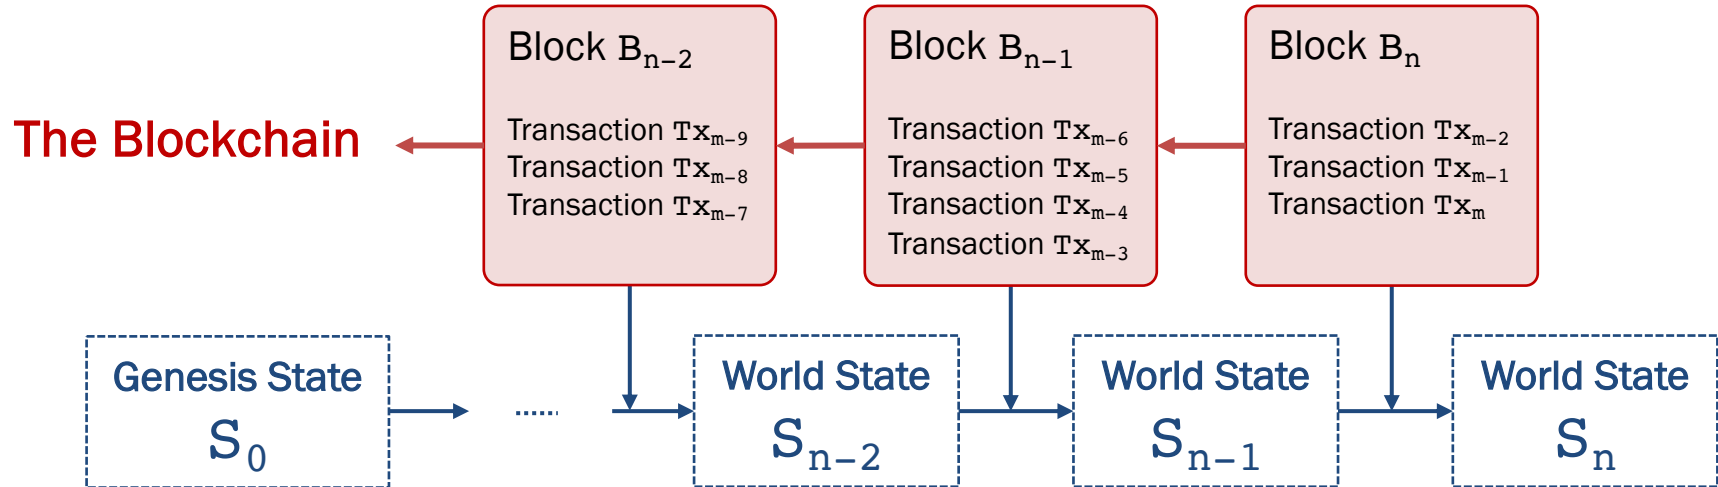 The Blockchain
Block Bn-2
Transaction Txm-9
Transaction Txm-8
Transaction Txm-7
Block Bn-1
Transaction Txm-6
Transaction Txm-5
Transaction Txm-4
Transaction Txm-3
Block Bn
Transaction Txm-2
Transaction Txm-1
Transaction Txm
Genesis State
S0
......
World State
Sn-2
World State
Sn-1
World State
Sn